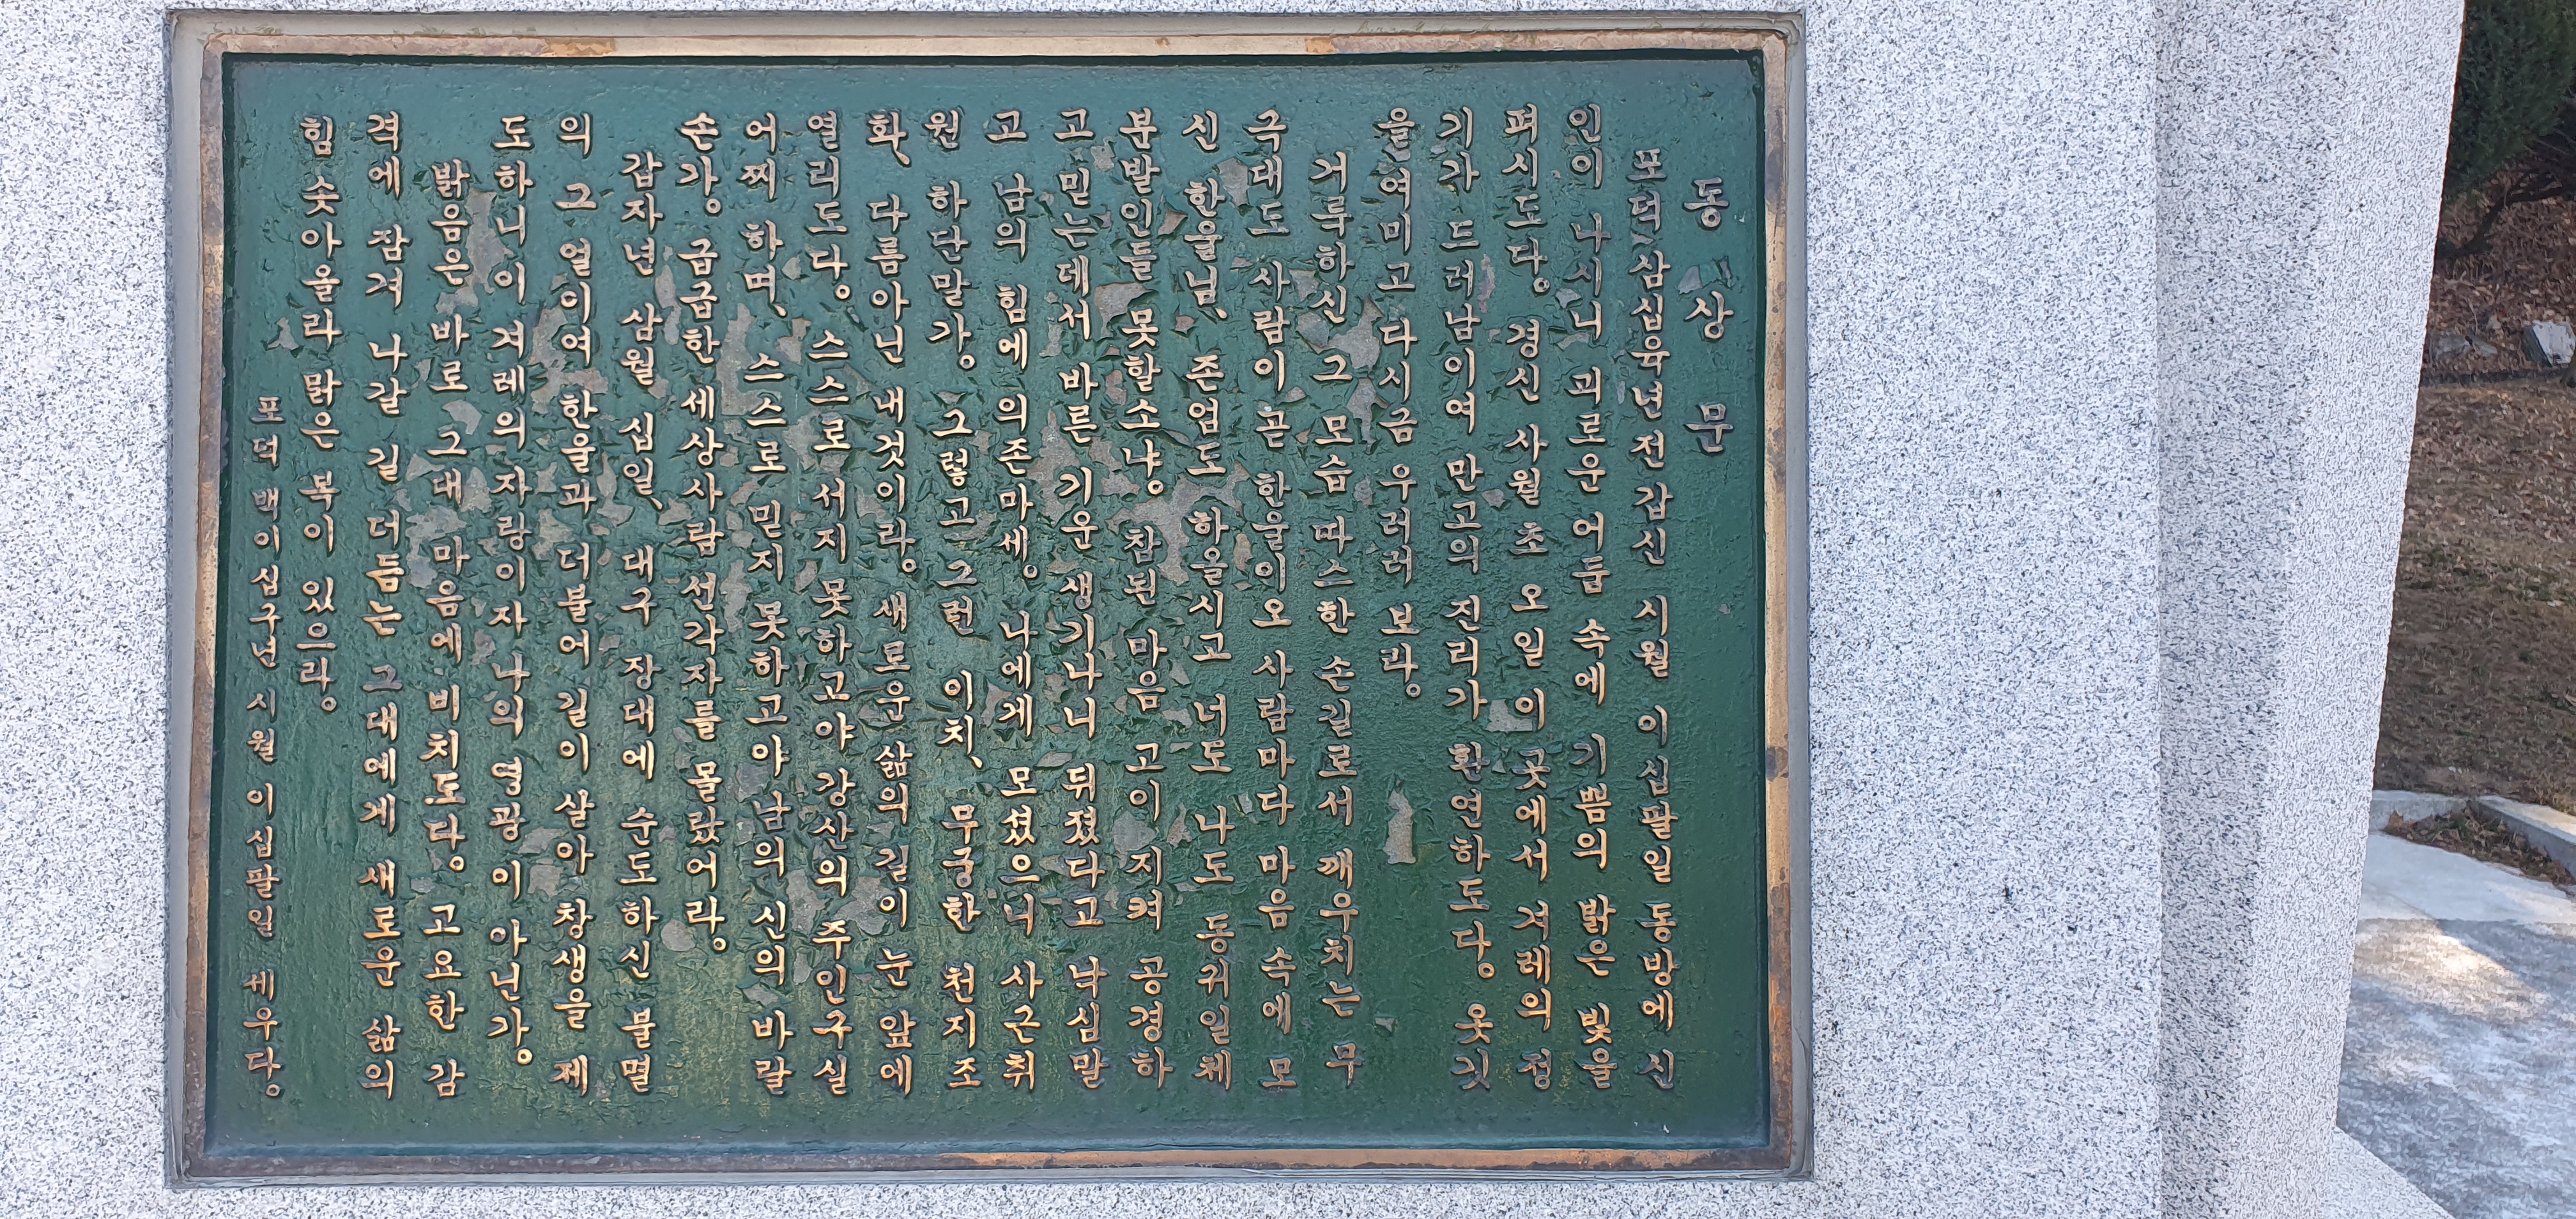 동상문
포덕 삼십육년전 갑신 시월 이십팔일 동방에 신
인이 나시니 괴로운 어둠 속에 기쁨의 밝은 빛을
펴시도다。 경신 사월 초 오일 이 곳에서 겨레의 정
기가 드러남이여 만고의 진리가 환연하도다。 옷깃
을 여미고 다시금 우러러 보라。
거룩하신 그 모습 따스한 손길로서 깨우치는 무
극대도 사람이 곧 한울이오 사람마다 마음 속에 모
신 한울님、 존업도 하올시고 너도 나도 동귀일체
분발인들 못할소냐。 참된 마음 고이 지켜 공경하
고 믿는데서 바른 기운 생기나니 뒤졌다고 낙심말
고 남의 힘에 의존마세。 나에게 모셨으니 사근취
원 하단말가。 그렇고 그런 이치、 무궁한 천지조
화、 다름아닌 내것이라。 새로운 삶의 길이 눈 앞에
열리도다。 스스로 서지 못하고야 강산의 주인구실
어찌 하며、 스스로 믿지 못하고야 남의 신의 바랄
손가。 급급한 세상사람 선각자를 몰랐어라。
갑자년 삼월 십일、 대구 장대에 순도하신 불멸
의 그 얼이여 한울과 더불어 길이 살아 창생을 제
도하니 이 겨레의 자랑이자 나의 영광이 아닌가。
밝음은 바로 그대 마음에 비치도다。 고요한 감
격에 잠겨 나갈 길 더듬는 그대에게 새로운 삶의
힘 솟아올라 맑은 복이 있으라。
포덕 백이십구년 시월 이십팔일 세우다。